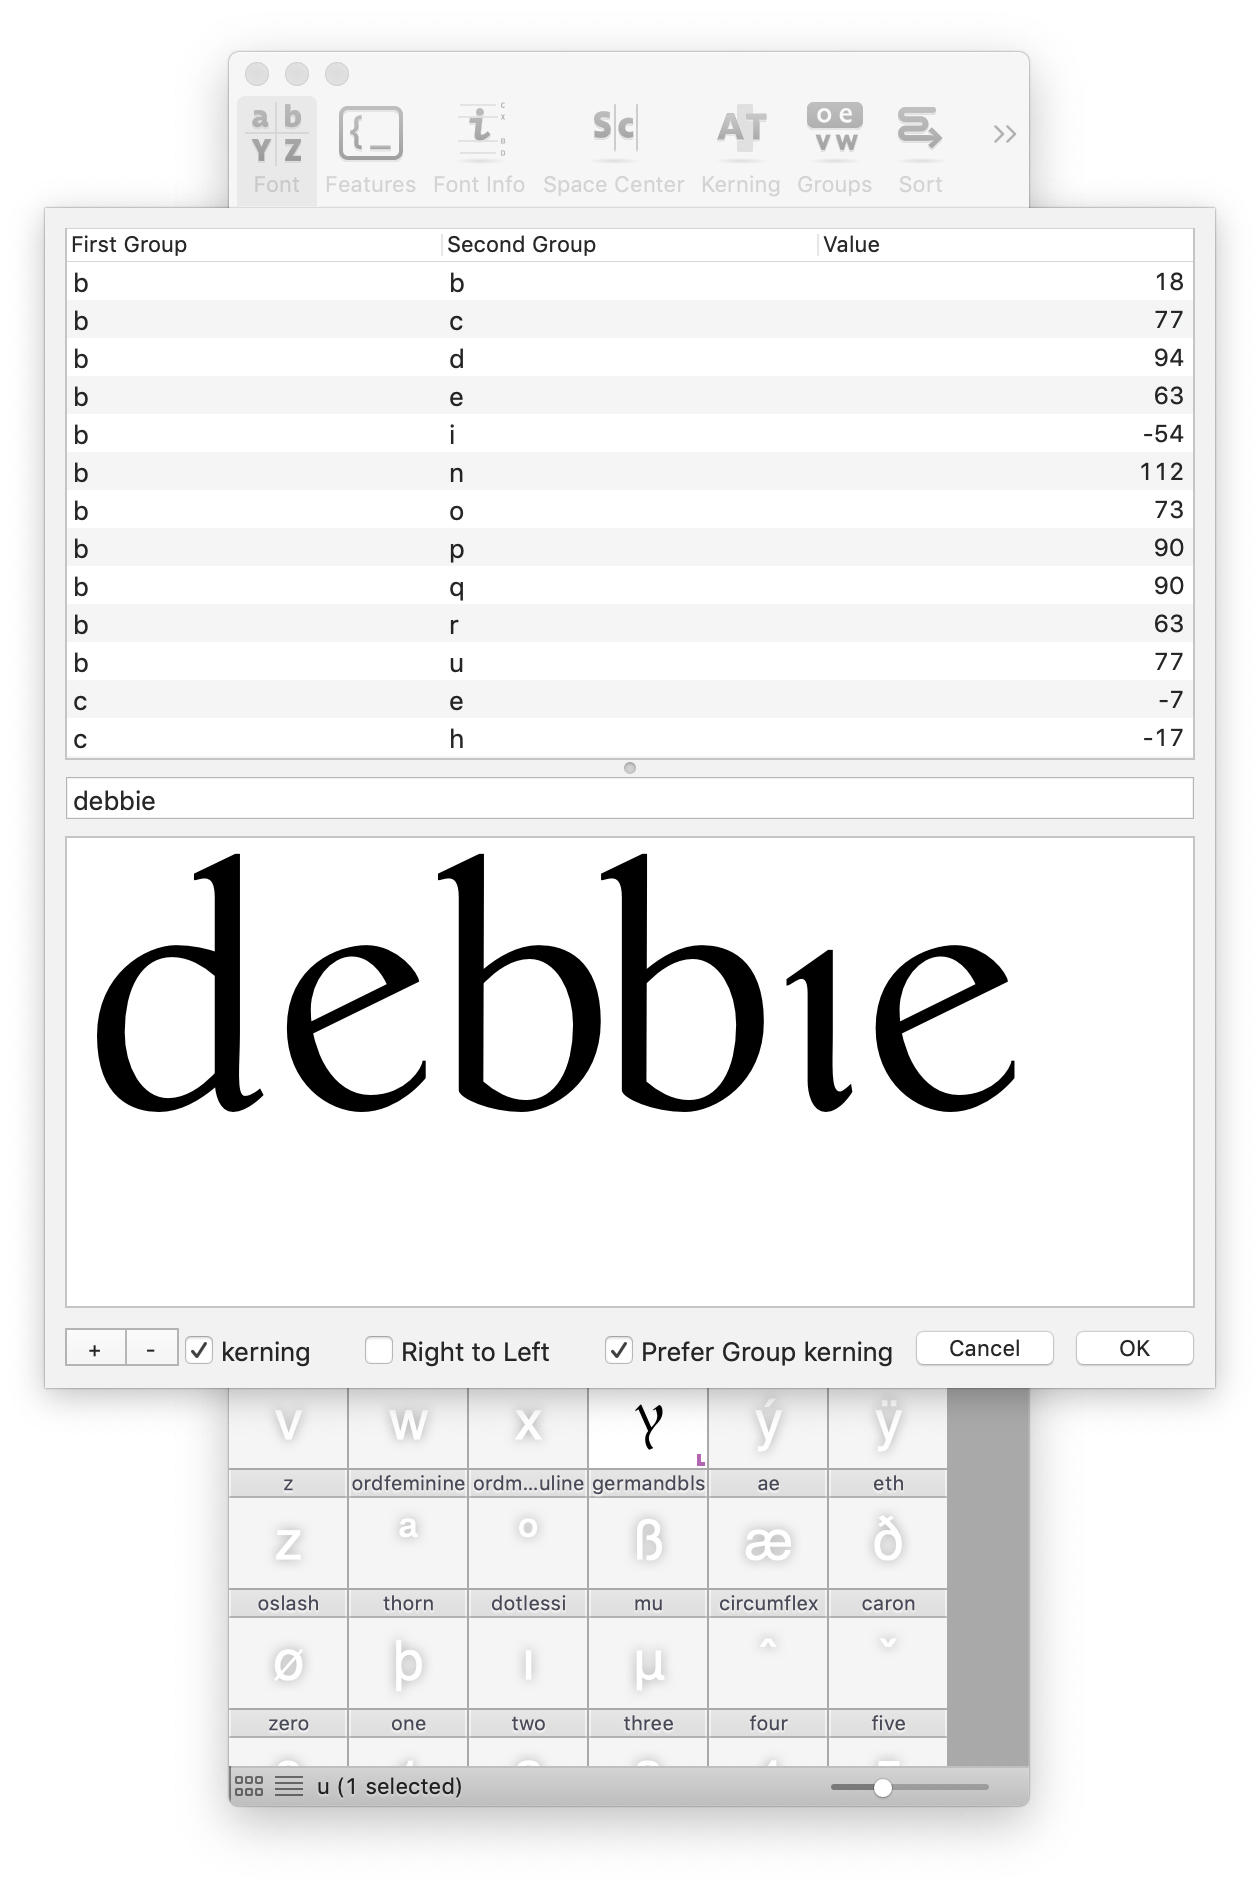 a b
Y Z
{ _
i
C
X
B
D
S c
A T
o e
v w
Font Features Font Info Space Center Kerning Groups Sort
First Group Second Group Value
b b 18
b c 77
b d 94
b e 63
b i -54
b n 112
b o 73
b p 90
b q 90
b r 63
b u 77
c e -7
c h -17
debbie
debbıe
+ - kerning Right to Left Prefer Group kerning Cancel OK
v w x γ ý ÿ
L
z ordfeminine ordm...uline germandbls ae eth
z ª º ß æ ð
oslash thorn dotlessi mu circumflex caron
ø þ ı µ ˆ ˇ
zero one two three four five
u (1 selected)